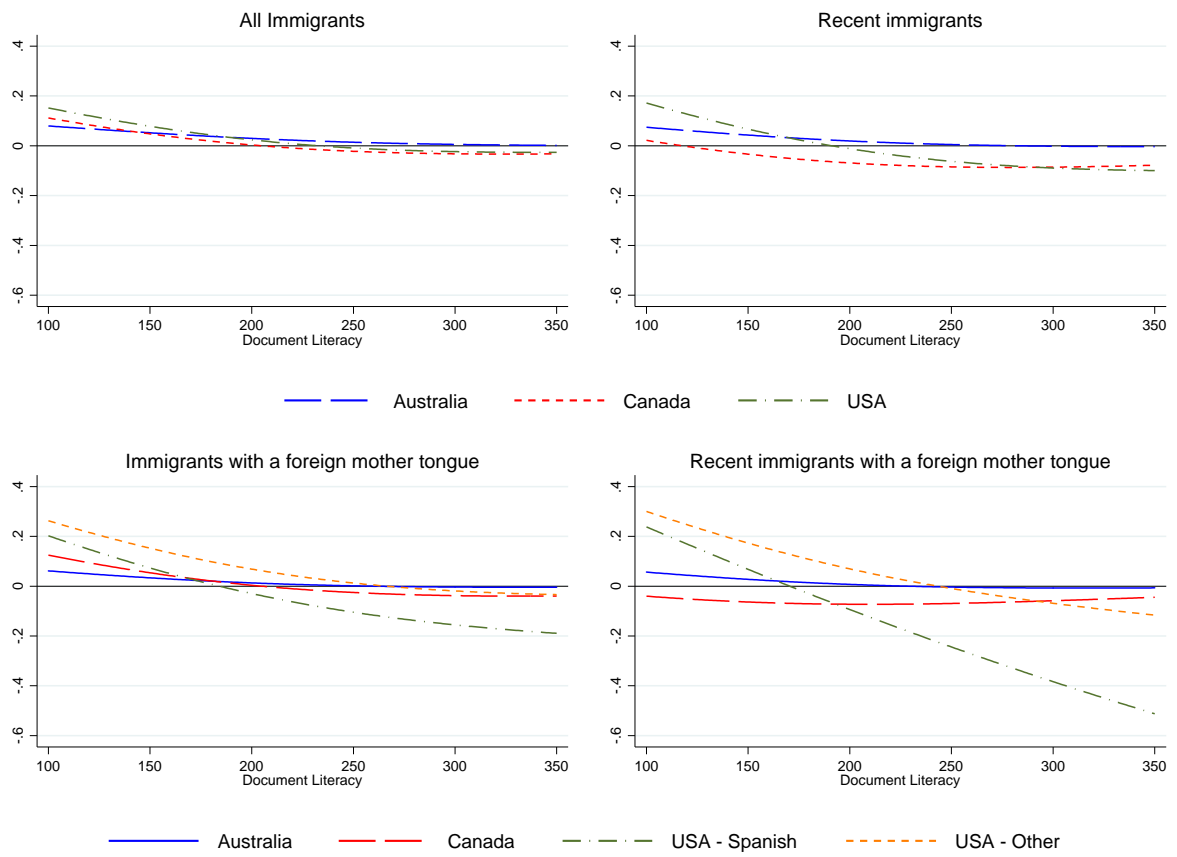 All Immigrants
.4
.2
0
-.2
-.4
-.6
100 150 200 250 300 350
Document Literacy
Recent immigrants
.4
.2
0
-.2
-.4
-.6
100 150 200 250 300 350
Document Literacy
Australia Canada USA
Immigrants with a foreign mother tongue
.4
.2
0
-.2
-.4
-.6
100 150 200 250 300 350
Document Literacy
Recent immigrants with a foreign mother tongue
.4
.2
0
-.2
-.4
-.6
100 150 200 250 300 350
Document Literacy
Australia Canada USA - Spanish USA - Other